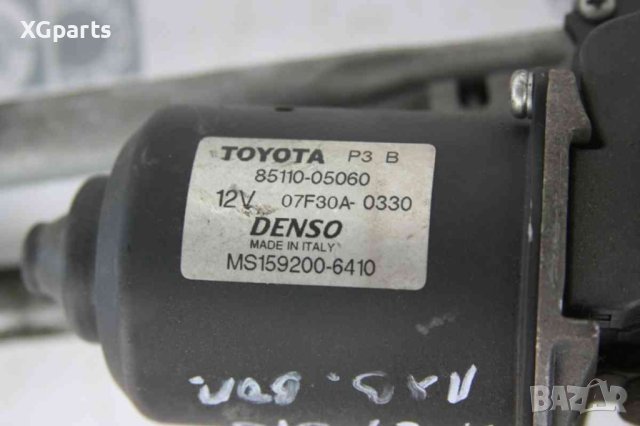 XGparts
TOYOTA P3 B
85110-05060
12V 07F30A-0330
DENSO
MADE IN ITALY
MS159200-6410
BAZAR